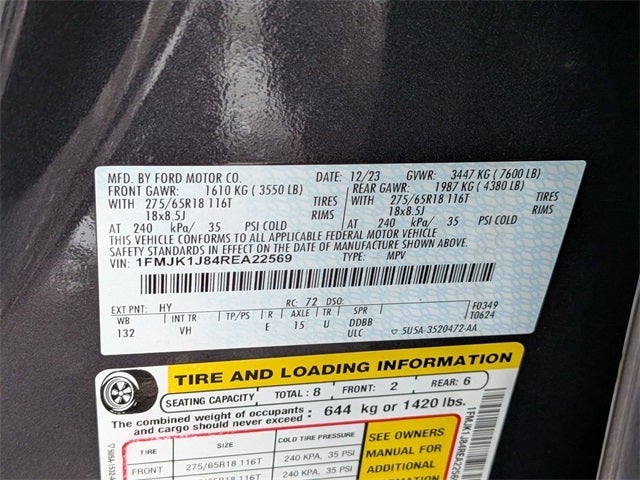 MFD. BY FORD MOTOR CO. DATE: 12/23 GVWR: 3447 KG ( 7600 LB)
FRONT GAWR: 1610 KG ( 3550 LB) REAR GAWR: 1987 KG ( 4380 LB)
WITH 275/65R18 116T TIRES WITH 275/65R18 116T TIRES
18x8.5J RIMS 18x8.5J RIMS
AT 240 kPa/ 35 PSI COLD AT 240 kPa/ 35 PSI COLD
THIS VEHICLE CONFORMS TO ALL APPLICABLE FEDERAL MOTOR VEHICLE
SAFETY STANDARDS IN EFFECT ON THE DATE OF MANUFACTURE SHOWN ABOVE.
VIN: 1FMJK1J84REA22569 TYPE: MPV
EXT PNT: HY RC: 72 DSO: F0349
WB INT TR TP/PS R AXLE TR SPR T0624
132 VH E 15 U DDBB
ULC ▽ 5U5A-3520472-AA
TIRE AND LOADING INFORMATION
SEATING CAPACITY TOTAL : 8 FRONT: 2 REAR: 6
The combined weight of occupants
and cargo should never exceed : 644 kg or 1420 lbs.
TIRE SIZE COLD TIRE PRESSURE
FRONT 275/65R18 116T 240 KPA, 35 PSI
275/65R18 116T 240 KPA, 35 PSI
SEE OWNERS
MANUAL FOR
ADDITIONAL
INFORMATION
1FMJK1J84REA22569